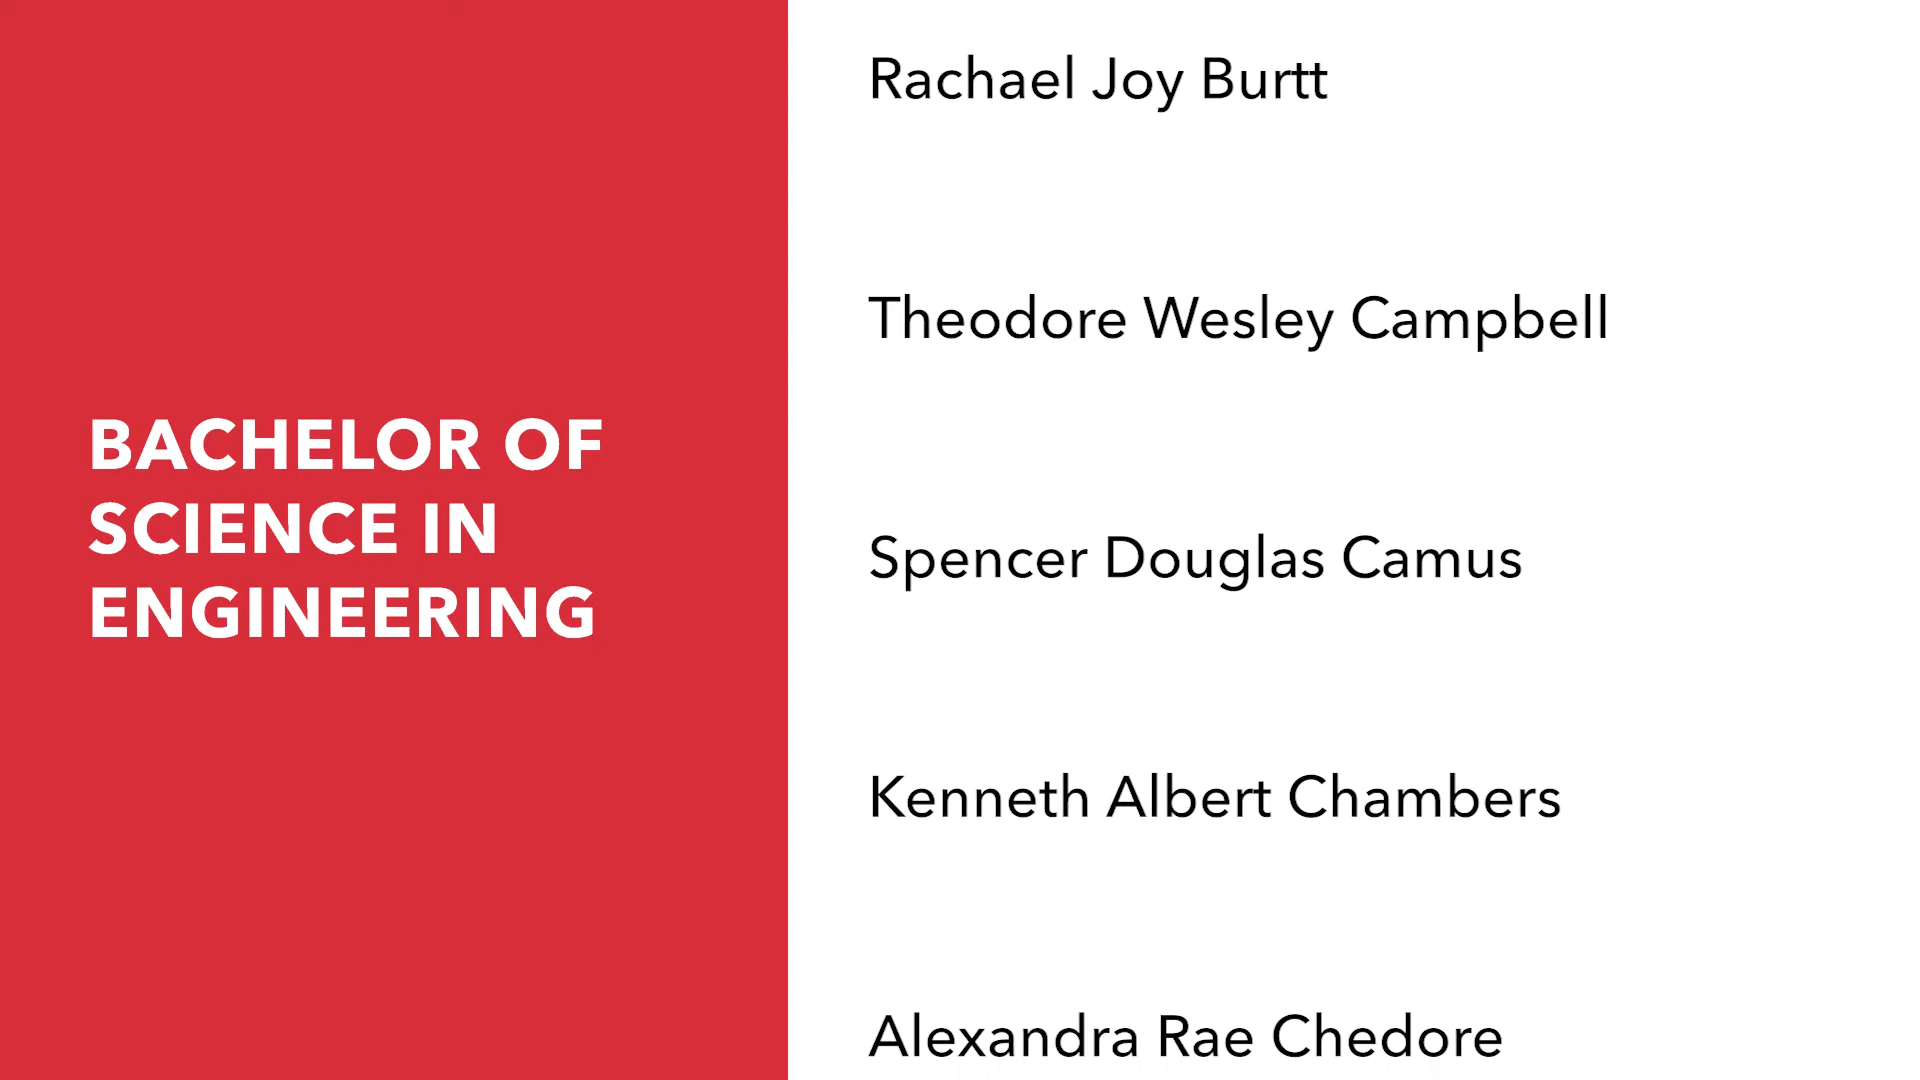 BACHELOR OF
SCIENCE IN
ENGINEERING
Rachael Joy Burtt
Theodore Wesley Campbell
Spencer Douglas Camus
Kenneth Albert Chambers
Alexandra Rae Chedore